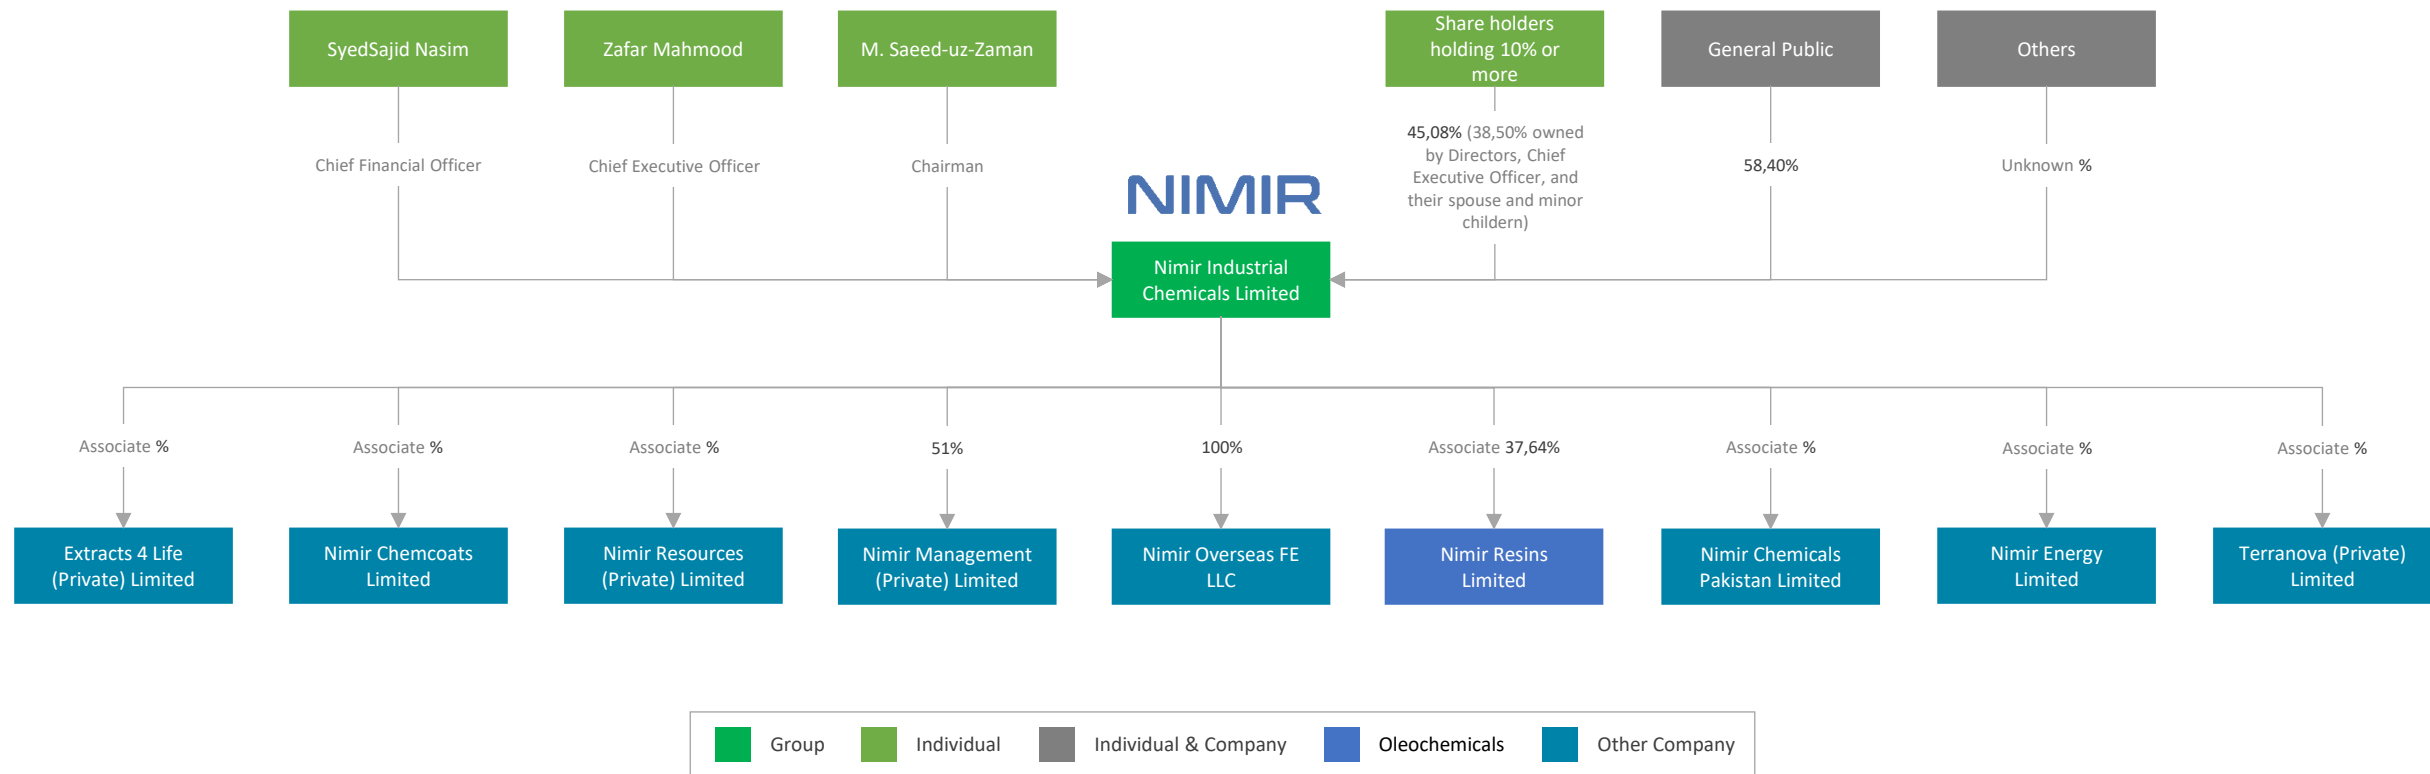 SyedSajid Nasim
Zafar Mahmood
M. Saeed-uz-Zaman
Share holders
holding 10% or
more
General Public
Others
Chief Financial Officer
Chief Executive Officer
Chairman
45,08% (38,50% owned
by Directors, Chief
Executive Officer, and
their spouse and minor
childern)
58,40%
Unknown %
NIMIR
Nimir Industrial
Chemicals Limited
Associate %
Associate %
Associate %
51%
100%
Associate 37,64%
Associate %
Associate %
Associate %
Extracts 4 Life
(Private) Limited
Nimir Chemcoats
Limited
Nimir Resources
(Private) Limited
Nimir Management
(Private) Limited
Nimir Overseas FE
LLC
Nimir Resins
Limited
Nimir Chemicals
Pakistan Limited
Nimir Energy
Limited
Terranova (Private)
Limited
Group
Individual
Individual & Company
Oleochemicals
Other Company